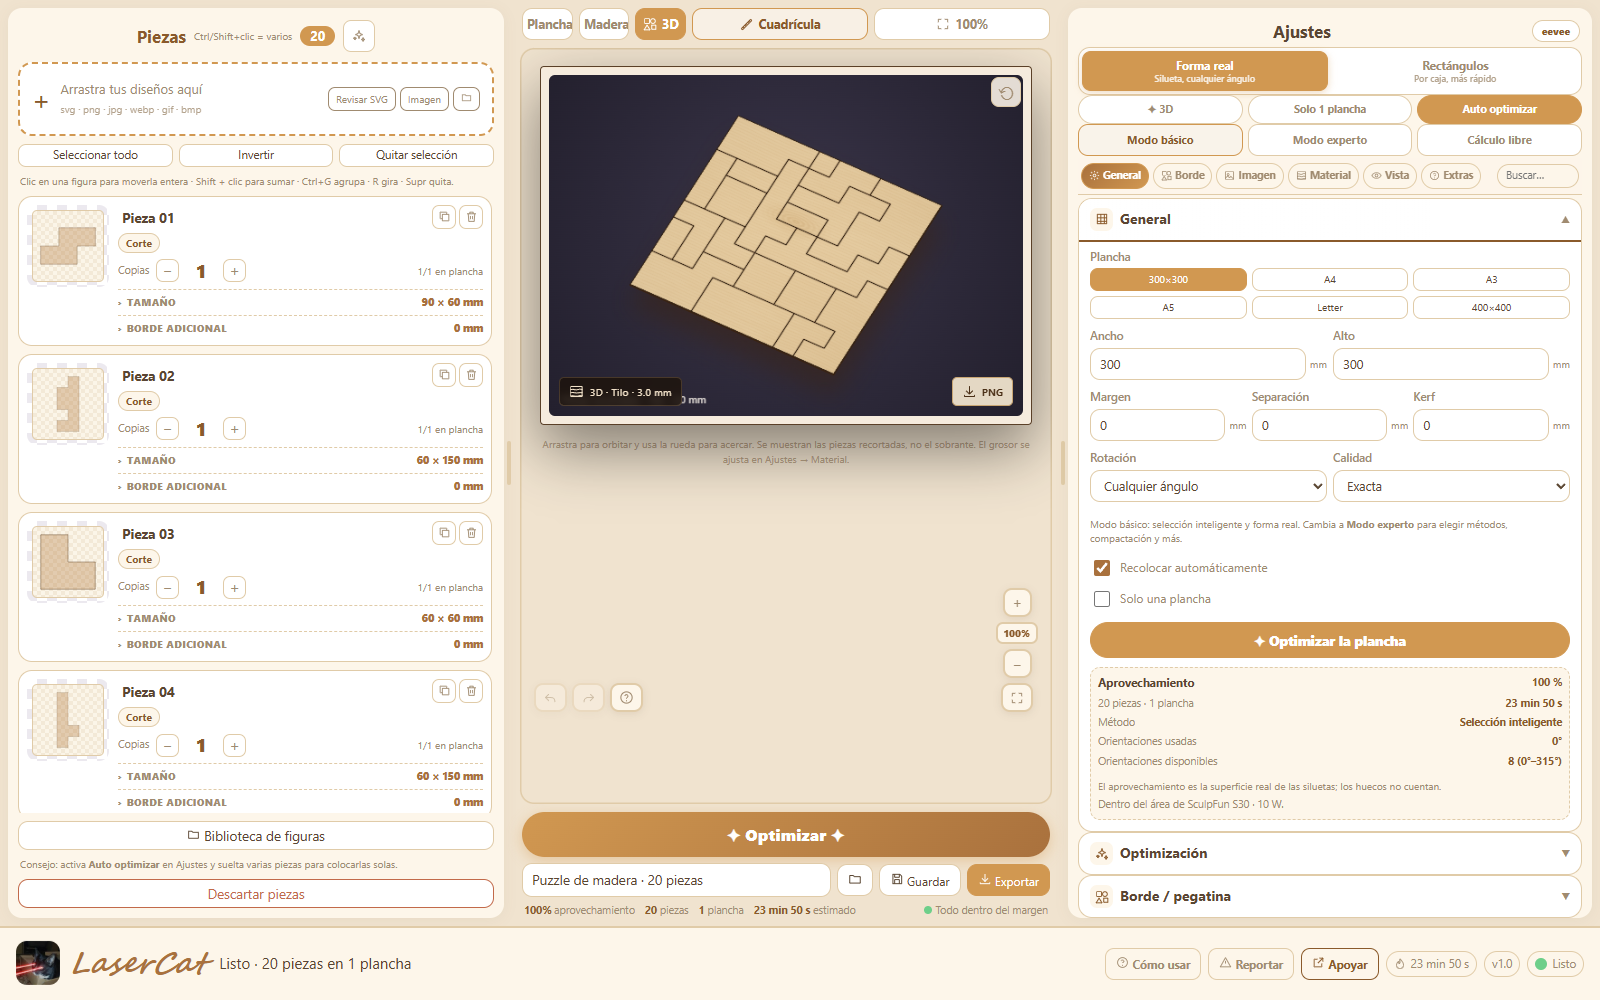 Piezas Ctrl/Shift+clic = varios 20
Arrastra tus diseños aquí
svg · png · jpg · webp · gif · bmp
Revisar SVG Imagen
Seleccionar todo Invertir Quitar selección
Clic en una figura para moverla entera · Shift + clic para sumar · Ctrl+G agrupa · R gira · Supr quita.
Pieza 01
Corte
Copias − 1 + 1/1 en plancha
TAMAÑO 90 × 60 mm
BORDE ADICIONAL 0 mm
Pieza 02
Corte
Copias − 1 + 1/1 en plancha
TAMAÑO 60 × 150 mm
BORDE ADICIONAL 0 mm
Pieza 03
Corte
Copias − 1 + 1/1 en plancha
TAMAÑO 60 × 60 mm
BORDE ADICIONAL 0 mm
Pieza 04
Corte
Copias − 1 + 1/1 en plancha
TAMAÑO 60 × 150 mm
BORDE ADICIONAL 0 mm
Biblioteca de figuras
Consejo: activa Auto optimizar en Ajustes y suelta varias piezas para colocarlas solas.
Descartar piezas
Plancha Madera 3D Cuadrícula 100%
3D · Tilo · 3.0 mm 0 mm
PNG
Arrastra para orbitar y usa la rueda para acercar. Se muestran las piezas recortadas, no el sobrante. El grosor se
ajusta en Ajustes → Material.
+
100%
−
✦ Optimizar ✦
Puzzle de madera · 20 piezas Guardar Exportar
100% aprovechamiento 20 piezas 1 plancha 23 min 50 s estimado Todo dentro del margen
Ajustes eevee
Forma real
Silueta, cualquier ángulo
Rectángulos
Por caja, más rápido
✦ 3D Solo 1 plancha Auto optimizar
Modo básico Modo experto Cálculo libre
General Borde Imagen Material Vista Extras Buscar...
General
Plancha
300×300 A4 A3
A5 Letter 400×400
Ancho Alto
300 mm 300 mm
Margen Separación Kerf
0 mm 0 mm 0 mm
Rotación Calidad
Cualquier ángulo Exacta
Modo básico: selección inteligente y forma real. Cambia a Modo experto para elegir métodos,
compactación y más.
Recolocar automáticamente
Solo una plancha
✦ Optimizar la plancha
Aprovechamiento 100 %
20 piezas · 1 plancha 23 min 50 s
Método Selección inteligente
Orientaciones usadas 0°
Orientaciones disponibles 8 (0°–315°)
El aprovechamiento es la superficie real de las siluetas; los huecos no cuentan.
Dentro del área de SculpFun S30 · 10 W.
Optimización
Borde / pegatina
LaserCat Listo · 20 piezas en 1 plancha
Cómo usar Reportar Apoyar 23 min 50 s v1.0 Listo